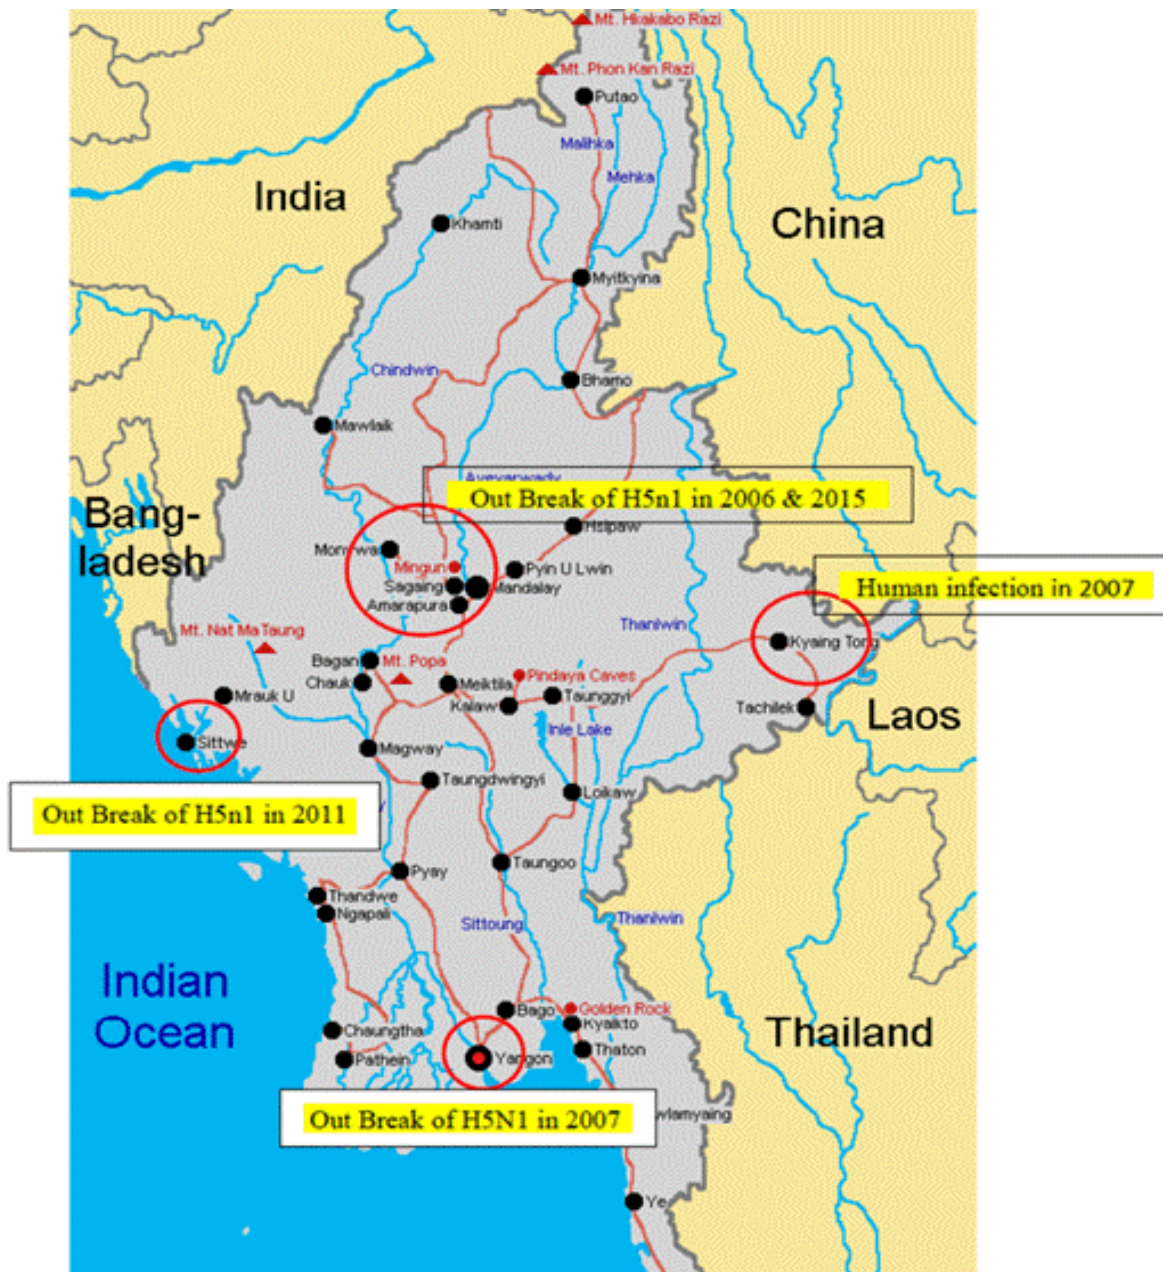 Mt. Hkakabo Razi
Mt. Phon Kan Razi
Putao
Malihka
Mehka
India
China
Khamti
Myitkyina
Chindwin
Bhamo
Mawlaik
Ayeyarwady
Out Break of H5n1 in 2006 & 2015
Bang-
ladesh
Hsipaw
Monywa
Mingun
Pyin U Lwin
Sagaing
Mandalay
Amarapura
Human infection in 2007
Thanlwin
Kyaing Tong
Mt. Nat Ma Taung
Bagan
Mt. Popa
Pindaya Caves
Chauk
Meiktila
Mrauk U
Kalaw
Taunggyi
Tachilek
Laos
Sittwe
Inle Lake
Magway
Taungdwingyi
Loikaw
Out Break of H5n1 in 2011
Pyay
Taungoo
Thandwe
Ngapali
Sittoung
Thanlwin
Indian
Ocean
Bago
Golden Rock
Kyaikto
Chaungtha
Thaton
Thailand
Pathein
Yangon
Out Break of H5N1 in 2007
wlamyaing
Ye